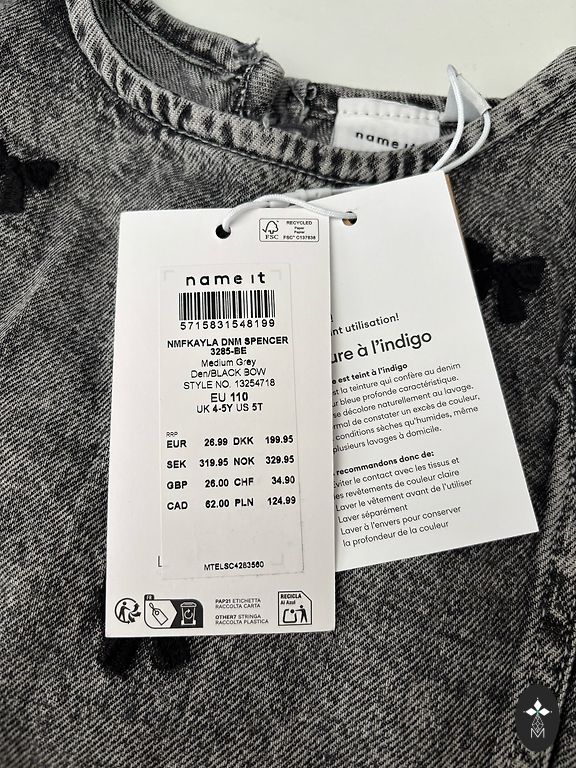 name it
RECYCLED
Paper
Papier
FSC
FSC® C137838
name it
5715831548199
NMFKAYLA DNM SPENCER
3285-BE
Medium Grey
Den/BLACK BOW
STYLE NO. 13254718
EU 110
UK 4-5Y US 5T
RRP
EUR 26.99 DKK 199.95
SEK 319.95 NOK 329.95
GBP 26.00 CHF 34.90
CAD 62.00 PLN 124.99
MTELSC4283560
FR
PAP21 ETICHETTA
RACCOLTA CARTA
OTHER7 STRINGA
RACCOLTA PLASTICA
RECICLA
Al Azul
utilisation!
à l'indigo
est teint à l'indigo
la teinture qui confère au denim
bleue profonde caractéristique.
se décolore naturellement au lavage.
de constater un excès de couleur,
conditions sèches qu'humides, même
plusieurs lavages à domicile.
recommandons donc de:
Éviter le contact avec les tissus et
les revêtements de couleur claire
Laver le vêtement avant de l'utiliser
Laver séparément
Laver à l'envers pour conserver
la profondeur de la couleur
M